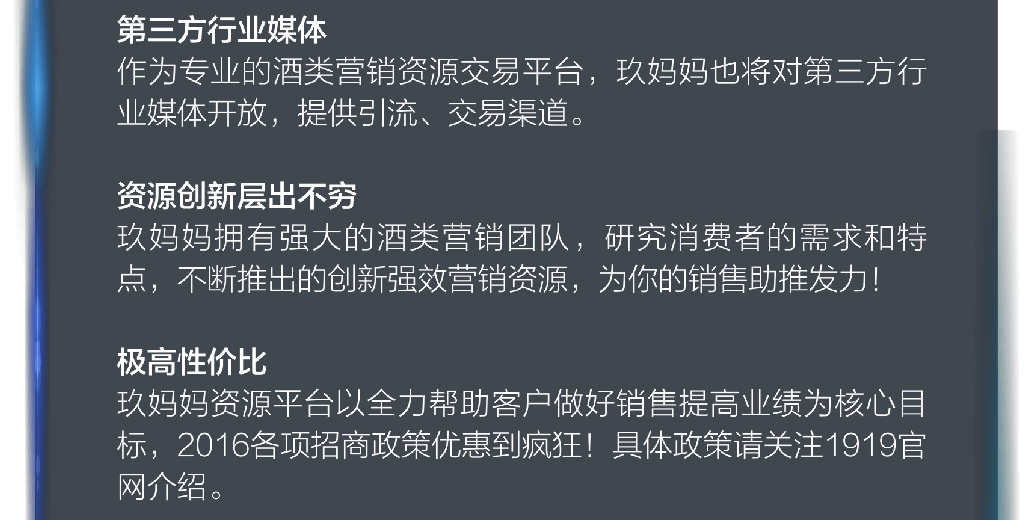 第三方行业媒体
作为专业的酒类营销资源交易平台，玖妈妈也将对第三方行
业媒体开放，提供引流、交易渠道。
资源创新层出不穷
玖妈妈拥有强大的酒类营销团队，研究消费者的需求和特
点，不断推出的创新强效营销资源，为你的销售助推发力！
极高性价比
玖妈妈资源平台以全力帮助客户做好销售提高业绩为核心目
标，2016各项招商政策优惠到疯狂！具体政策请关注1919官
网介绍。